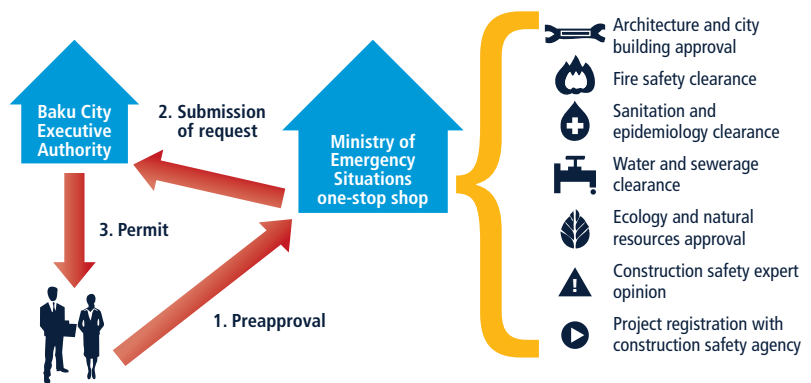 Baku City
Executive
Authority
2. Submission
of request
Ministry of
Emergency
Situations
one-stop shop
3. Permit
1. Preapproval
Architecture and city
building approval
Fire safety clearance
Sanitation and
epidemiology clearance
Water and sewerage
clearance
Ecology and natural
resources approval
!
Construction safety expert
opinion
Project registration with
construction safety agency